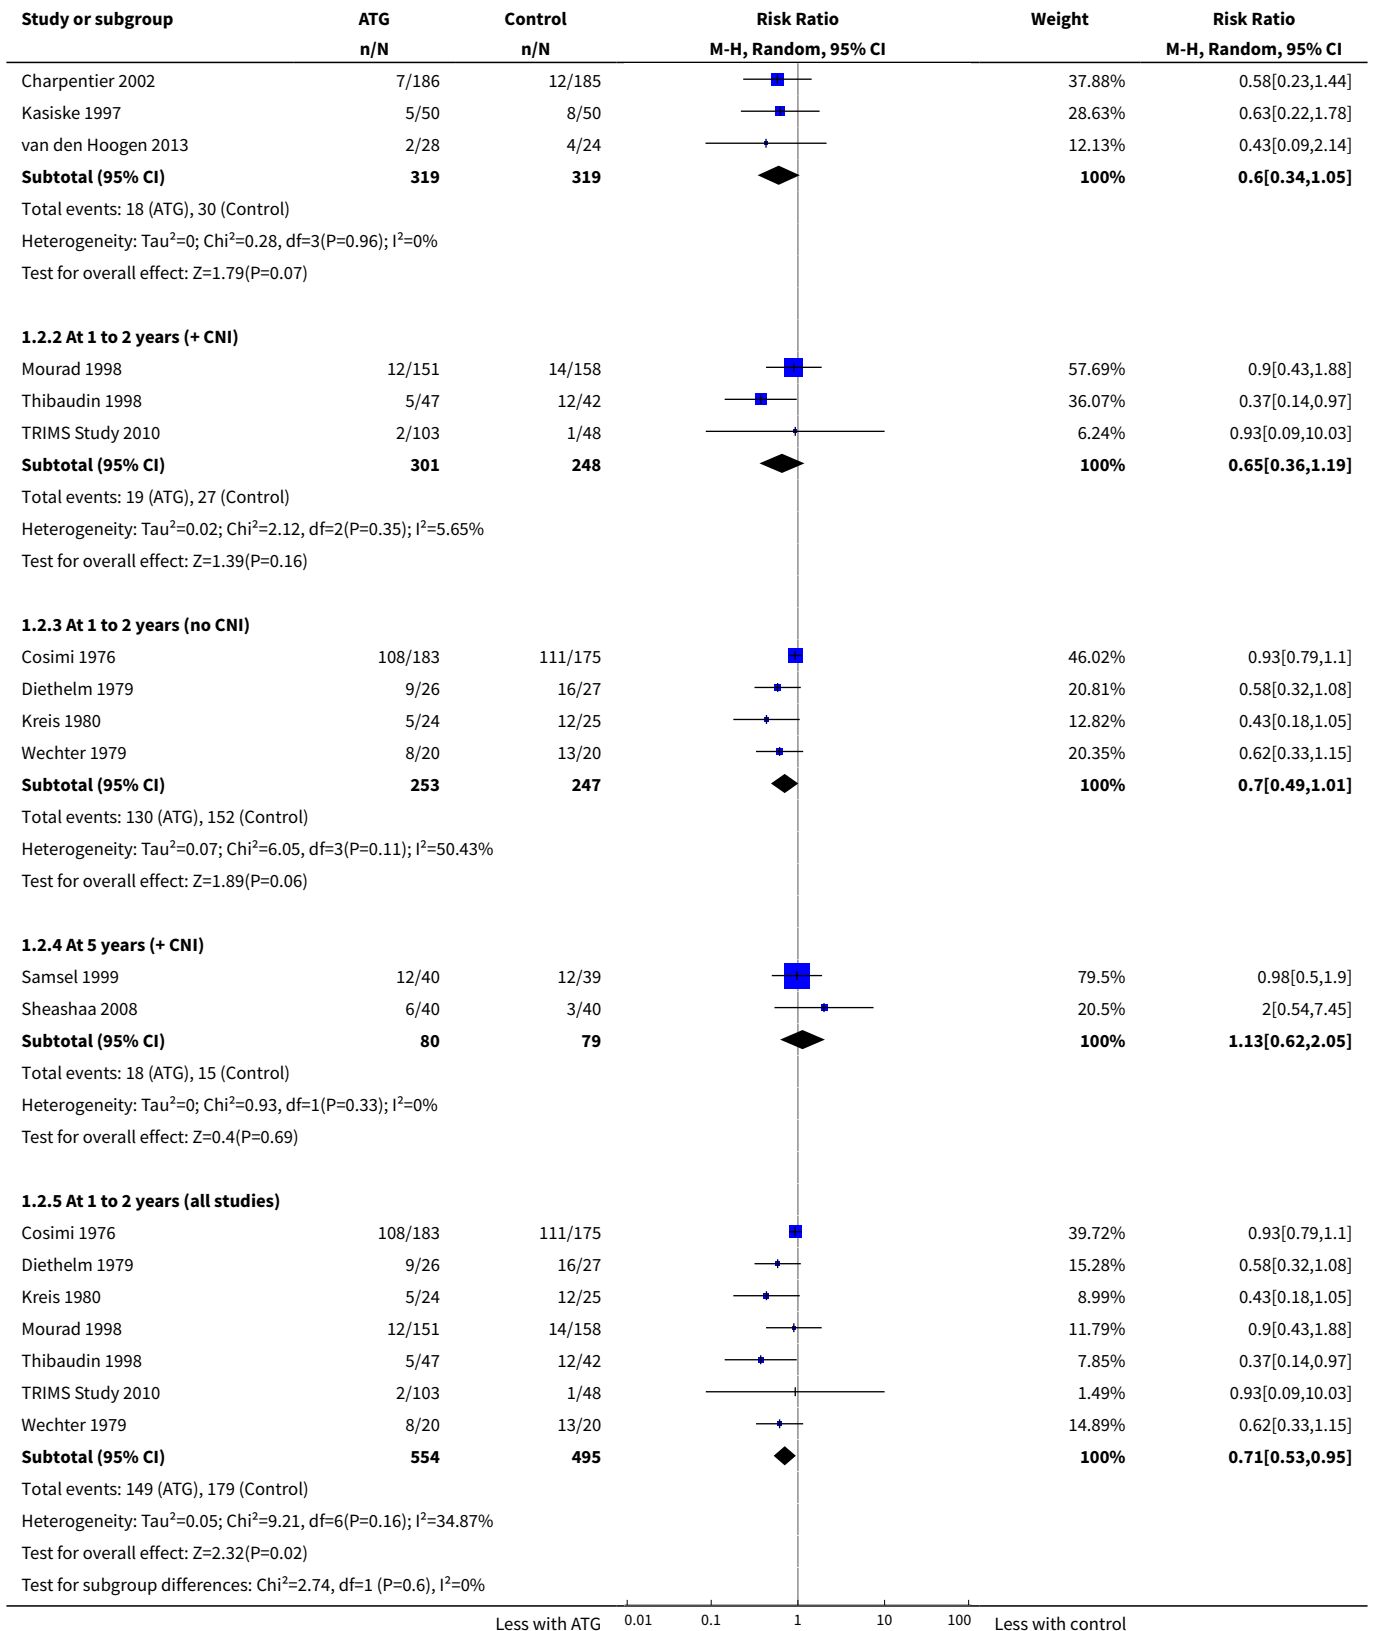 Study or subgroup ATG Control Risk Ratio Weight Risk Ratio
n/N n/N M-H, Random, 95% CI M-H, Random, 95% CI
Charpentier 2002 7/186 12/185 37.88% 0.58[0.23,1.44]
Kasiske 1997 5/50 8/50 28.63% 0.63[0.22,1.78]
van den Hoogen 2013 2/28 4/24 12.13% 0.43[0.09,2.14]
Subtotal (95% CI) 319 319 100% 0.6[0.34,1.05]
Total events: 18 (ATG), 30 (Control)
Heterogeneity: Tau²=0; Chi²=0.28, df=3(P=0.96); I²=0%
Test for overall effect: Z=1.79(P=0.07)
1.2.2 At 1 to 2 years (+ CNI)
Mourad 1998 12/151 14/158 57.69% 0.9[0.43,1.88]
Thibaudin 1998 5/47 12/42 36.07% 0.37[0.14,0.97]
TRIMS Study 2010 2/103 1/48 6.24% 0.93[0.09,10.03]
Subtotal (95% CI) 301 248 100% 0.65[0.36,1.19]
Total events: 19 (ATG), 27 (Control)
Heterogeneity: Tau²=0.02; Chi²=2.12, df=2(P=0.35); I²=5.65%
Test for overall effect: Z=1.39(P=0.16)
1.2.3 At 1 to 2 years (no CNI)
Cosimi 1976 108/183 111/175 46.02% 0.93[0.79,1.1]
Diethelm 1979 9/26 16/27 20.81% 0.58[0.32,1.08]
Kreis 1980 5/24 12/25 12.82% 0.43[0.18,1.05]
Wechter 1979 8/20 13/20 20.35% 0.62[0.33,1.15]
Subtotal (95% CI) 253 247 100% 0.7[0.49,1.01]
Total events: 130 (ATG), 152 (Control)
Heterogeneity: Tau²=0.07; Chi²=6.05, df=3(P=0.11); I²=50.43%
Test for overall effect: Z=1.89(P=0.06)
1.2.4 At 5 years (+ CNI)
Samsel 1999 12/40 12/39 79.5% 0.98[0.5,1.9]
Sheashaa 2008 6/40 3/40 20.5% 2[0.54,7.45]
Subtotal (95% CI) 80 79 100% 1.13[0.62,2.05]
Total events: 18 (ATG), 15 (Control)
Heterogeneity: Tau²=0; Chi²=0.93, df=1(P=0.33); I²=0%
Test for overall effect: Z=0.4(P=0.69)
1.2.5 At 1 to 2 years (all studies)
Cosimi 1976 108/183 111/175 39.72% 0.93[0.79,1.1]
Diethelm 1979 9/26 16/27 15.28% 0.58[0.32,1.08]
Kreis 1980 5/24 12/25 8.99% 0.43[0.18,1.05]
Mourad 1998 12/151 14/158 11.79% 0.9[0.43,1.88]
Thibaudin 1998 5/47 12/42 7.85% 0.37[0.14,0.97]
TRIMS Study 2010 2/103 1/48 1.49% 0.93[0.09,10.03]
Wechter 1979 8/20 13/20 14.89% 0.62[0.33,1.15]
Subtotal (95% CI) 554 495 100% 0.71[0.53,0.95]
Total events: 149 (ATG), 179 (Control)
Heterogeneity: Tau²=0.05; Chi²=9.21, df=6(P=0.16); I²=34.87%
Test for overall effect: Z=2.32(P=0.02)
Test for subgroup differences: Chi²=2.74, df=1 (P=0.6), I²=0%
Less with ATG 0.01 0.1 1 10 100 Less with control